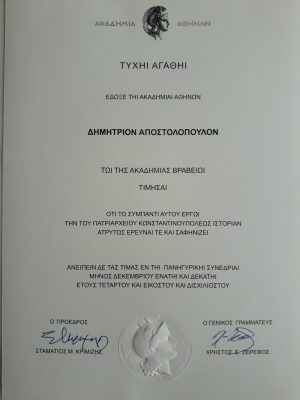 ΑΚΑΔΗΜΙΑ ΑΘΗΝΩΝ
ΤΥΧΗΙ ΑΓΑΘΗΙ
ΕΔΟΞΕ ΤΗΙ ΑΚΑΔΗΜΙΑΙ ΑΘΗΝΩΝ
ΔΗΜΗΤΡΙΟΝ ΑΠΟΣΤΟΛΟΠΟΥΛΟΝ
ΤΩΙ ΤΗΣ ΑΚΑΔΗΜΙΑΣ ΒΡΑΒΕΙΩΙ
ΤΙΜΗΣΑΙ
ΟΤΙ ΤΩ ΣΥΜΠΑΝΤΙ ΑΥΤΟΥ ΕΡΓΩΙ
ΤΗΝ ΤΟΥ ΠΑΤΡΙΑΡΧΕΙΟΥ ΚΩΝΣΤΑΝΤΙΝΟΥΠΟΛΕΩΣ ΙΣΤΟΡΙΑΝ
ΑΤΡΥΤΩΣ ΕΡΕΥΝΑΙ ΤΕ ΚΑΙ ΣΑΦΗΝΙΖΕΙ
ΑΝΕΙΠΕΙΝ ΔΕ ΤΑΣ ΤΙΜΑΣ ΕΝ ΤΗΙ ΠΑΝΗΓΥΡΙΚΗΙ ΣΥΝΕΔΡΙΑΙ
ΜΗΝΟΣ ΔΕΚΕΜΒΡΙΟΥ ΕΝΑΤΗΙ ΚΑΙ ΔΕΚΑΤΗΙ
ΕΤΟΥΣ ΤΕΤΑΡΤΟΥ ΚΑΙ ΕΙΚΟΣΤΟΥ ΚΑΙ ΔΙΣΧΙΛΙΟΣΤΟΥ
Ο ΠΡΟΕΔΡΟΣ
Ο ΓΕΝΙΚΟΣ ΓΡΑΜΜΑΤΕΥΣ
ΣΤΑΜΑΤΙΟΣ Μ. ΚΡΙΜΙΖΗΣ
ΧΡΗΣΤΟΣ Σ. ΖΕΡΕΦΟΣ